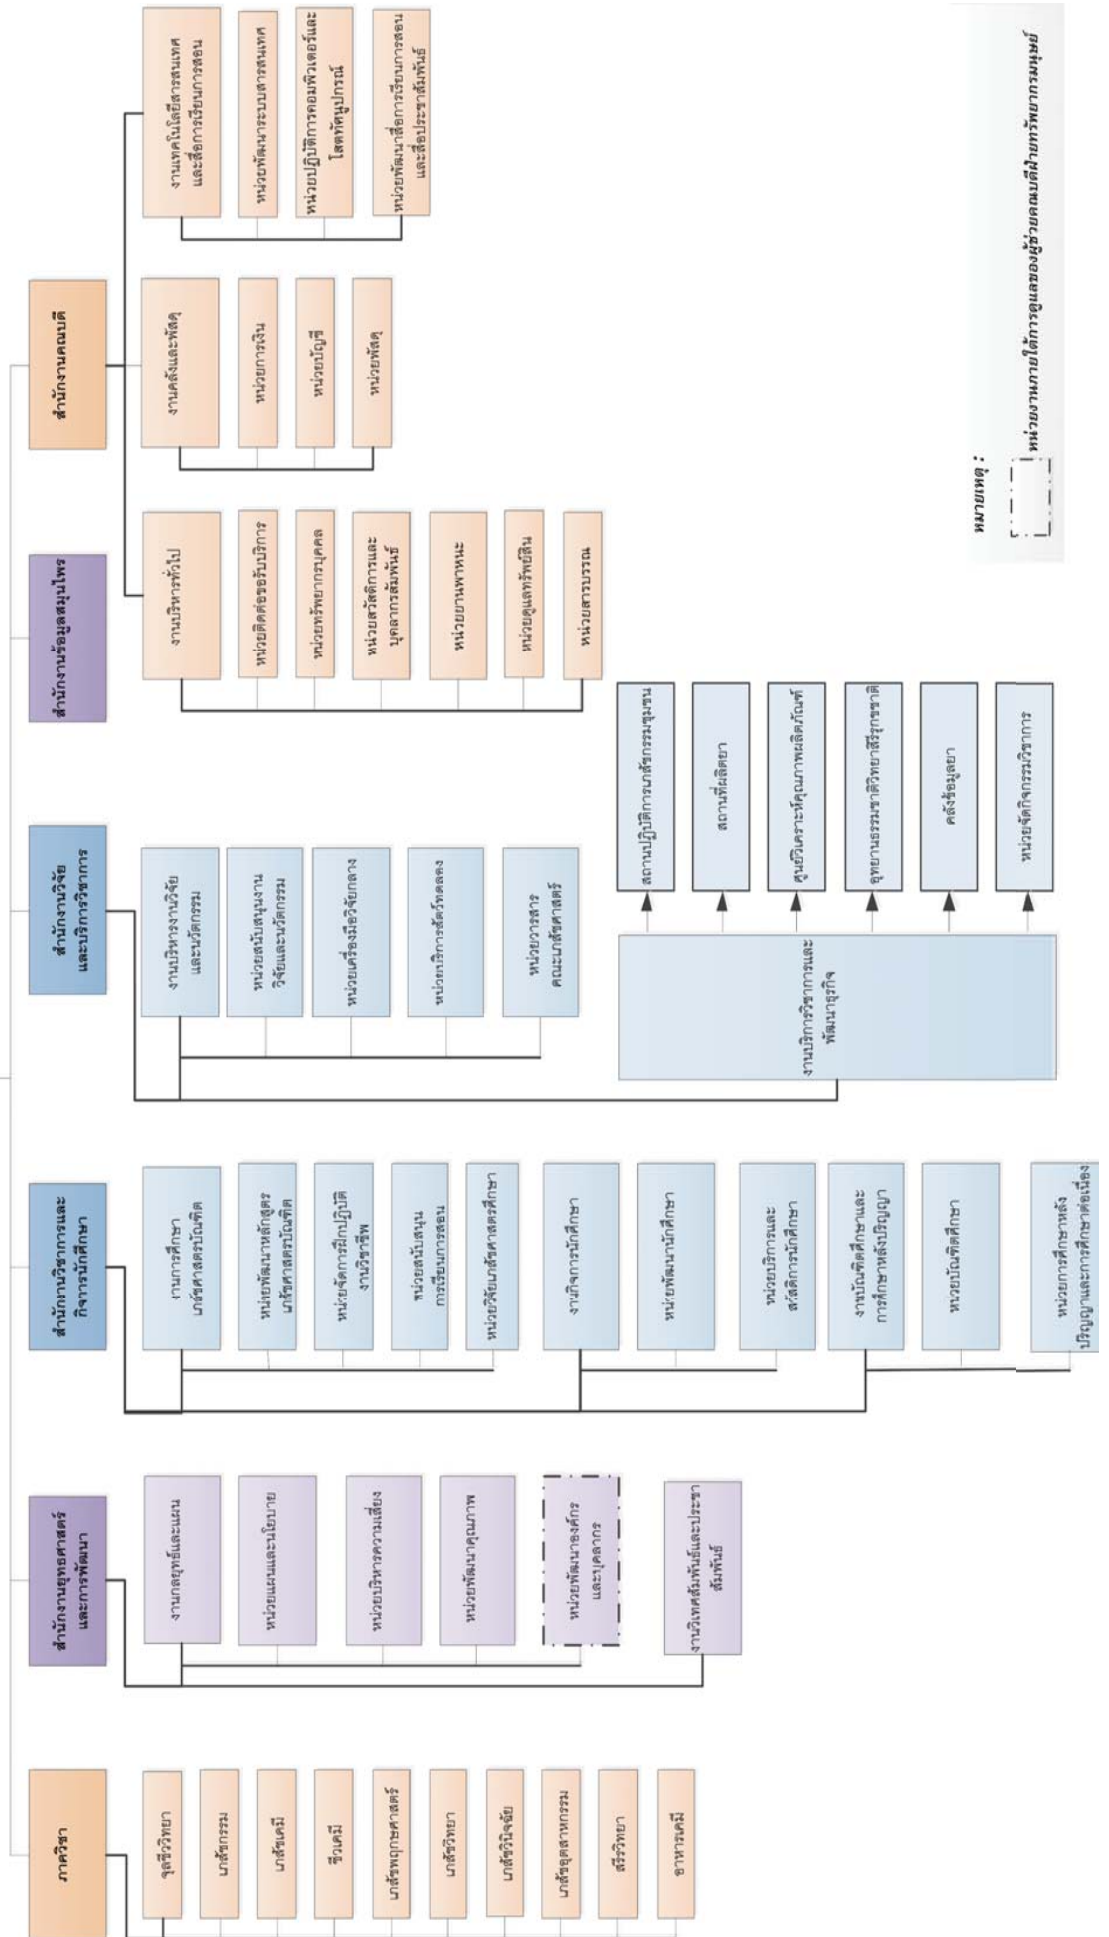 ภาควิชา
จุลชีววิทยา
เภสัชกรรม
เภสัชเคมี
ชีวเคมี
เภสัชพฤกษศาสตร์
เภสัชวิทยา
เภสัชวินิจฉัย
เภสัชอุตสาหกรรม
สรีรวิทยา
อาหารเคมี
สำนักงานยุทธศาสตร์
และการพัฒนา
งานกลยุทธ์และแผน
หน่วยแผนและนโยบาย
หน่วยบริหารความเสี่ยง
หน่วยพัฒนาคุณภาพ
หน่วยพัฒนาองค์กร
และบุคลากร
งานวิเทศสัมพันธ์และประชา
สัมพันธ์
สำนักงานวิชาการและ
กิจการนักศึกษา
งานการศึกษา
เภสัชศาสตรบัณฑิต
หน่วยพัฒนาหลักสูตร
เภสัชศาสตรบัณฑิต
หน่วยจัดการฝึกปฏิบัติ
งานวิชาชีพ
หน่วยสนับสนุน
การเรียนการสอน
หน่วยวิจัยเภสัชศาสตรศึกษา
งานกิจการนักศึกษา
หน่วยพัฒนานักศึกษา
หน่วยบริการและ
สวัสดิการนักศึกษา
งานบัณฑิตศึกษาและ
การศึกษาหลังปริญญา
หน่วยบัณฑิตศึกษา
หน่วยการศึกษาหลัง
ปริญญาและการศึกษาต่อเนื่อง
สำนักงานวิจัย
และบริการวิชาการ
งานบริหารงานวิจัย
และนวัตกรรม
หน่วยสนับสนุนงาน
วิจัยและนวัตกรรม
หน่วยเครื่องมือวิจัยกลาง
หน่วยบริการสัตว์ทดลอง
หน่วยวารสาร
คณะเภสัชศาสตร์
งานบริการวิชาการและ
พัฒนาธุรกิจ
สถานปฏิบัติการเภสัชกรรมชุมชน
สถานที่ผลิตยา
ศูนย์วิเคราะห์คุณภาพผลิตภัณฑ์
อุทยานธรรมชาติวิทยาสิรีรุกขชาติ
คลังข้อมูลยา
หน่วยจัดกิจกรรมวิชาการ
สำนักงานข้อมูลสมุนไพร
สำนักงานคณบดี
งานบริหารทั่วไป
หน่วยติดต่อขอรับบริการ
หน่วยทรัพยากรบุคคล
หน่วยสวัสดิการและ
บุคลากรสัมพันธ์
หน่วยยานพาหนะ
หน่วยดูแลทรัพย์สิน
หน่วยสารบรรณ
งานคลังและพัสดุ
หน่วยการเงิน
หน่วยบัญชี
หน่วยพัสดุ
งานเทคโนโลยีสารสนเทศ
และสื่อการเรียนการสอน
หน่วยพัฒนาระบบสารสนเทศ
หน่วยปฏิบัติการคอมพิวเตอร์และ
โสตทัศนูปกรณ์
หน่วยพัฒนาสื่อการเรียนการสอน
และสื่อประชาสัมพันธ์
หมายเหตุ :
หน่วยงานภายใต้การดูแลของผู้ช่วยคณบดีฝ่ายทรัพยากรมนุษย์